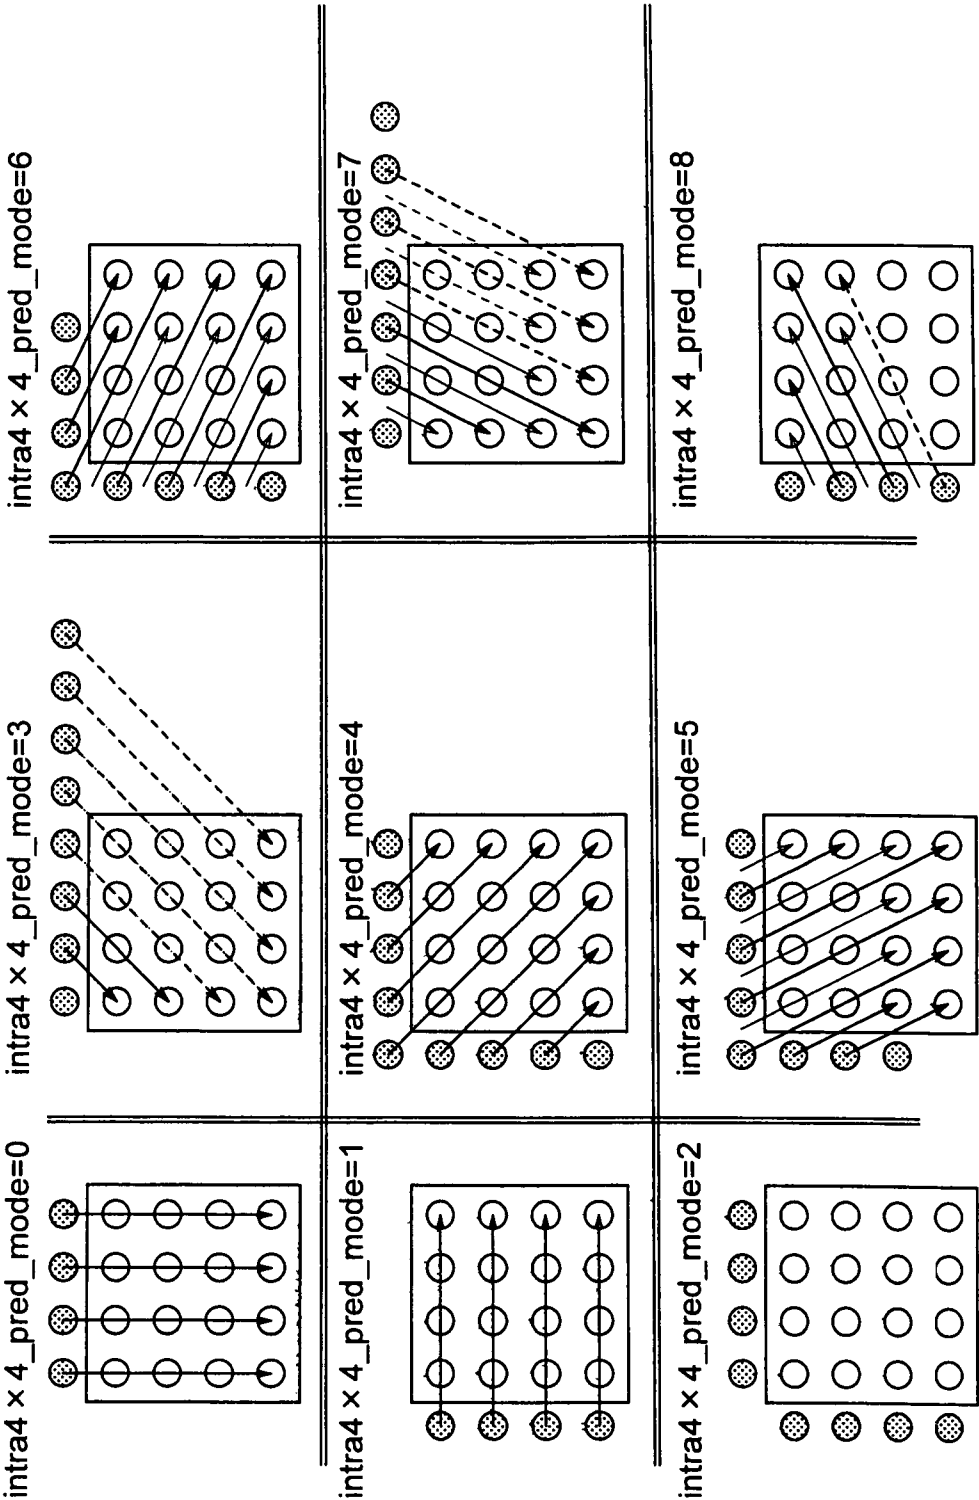 intra4 × 4_pred_mode=0
intra4 × 4_pred_mode=3
intra4 × 4_pred_mode=6
intra4 × 4_pred_mode=1
intra4 × 4_pred_mode=4
intra4 × 4_pred_mode=7
intra4 × 4_pred_mode=2
intra4 × 4_pred_mode=5
intra4 × 4_pred_mode=8